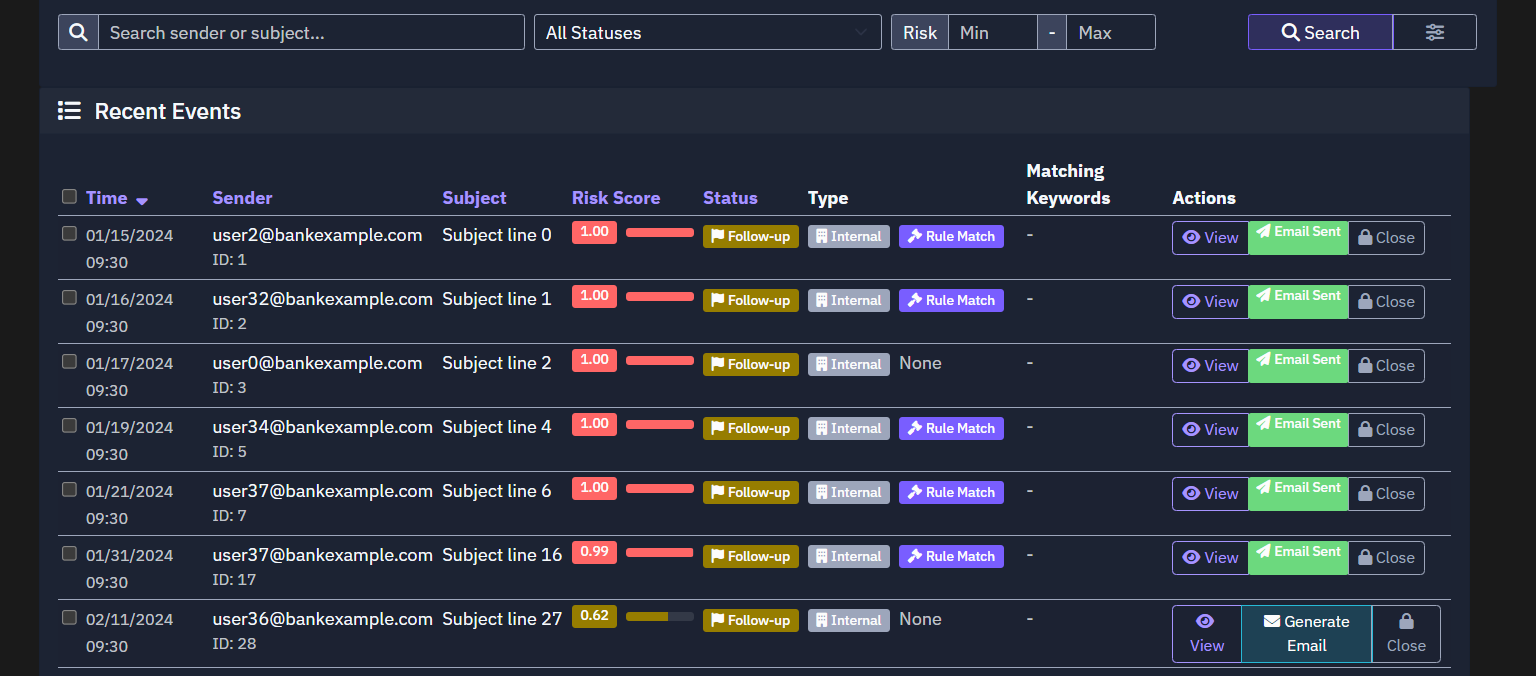 Search sender or subject...
All Statuses
Risk Min - Max
Search
Recent Events
Time Sender Subject Risk Score Status Type Matching Keywords Actions
01/15/2024 user2@bankexample.com Subject line 0 1.00 Follow-up Internal Rule Match - View Email Sent Close
09:30 ID: 1
01/16/2024 user32@bankexample.com Subject line 1 1.00 Follow-up Internal Rule Match - View Email Sent Close
09:30 ID: 2
01/17/2024 user0@bankexample.com Subject line 2 1.00 Follow-up Internal None - View Email Sent Close
09:30 ID: 3
01/19/2024 user34@bankexample.com Subject line 4 1.00 Follow-up Internal Rule Match - View Email Sent Close
09:30 ID: 5
01/21/2024 user37@bankexample.com Subject line 6 1.00 Follow-up Internal Rule Match - View Email Sent Close
09:30 ID: 7
01/31/2024 user37@bankexample.com Subject line 16 0.99 Follow-up Internal Rule Match - View Email Sent Close
09:30 ID: 17
02/11/2024 user36@bankexample.com Subject line 27 0.62 Follow-up Internal None - View Generate Email Close
09:30 ID: 28